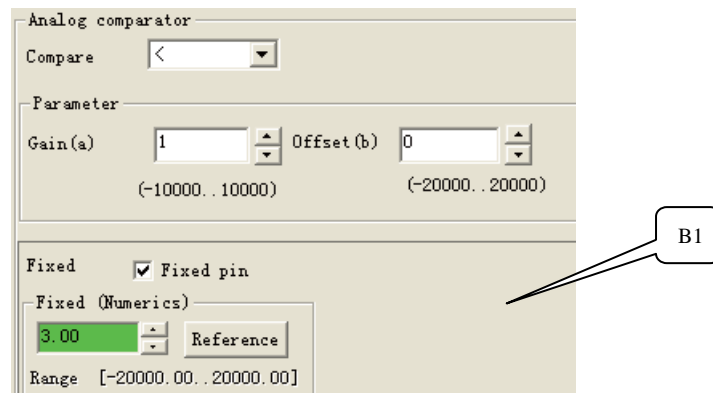 Analog comparator
Compare <
Parameter
Gain(a) 1 Offset(b) 0
(-10000..10000) (-20000..20000)
B1
Fixed Fixed pin
Fixed (Numerics)
3.00 Reference
Range [-20000.00..20000.00]